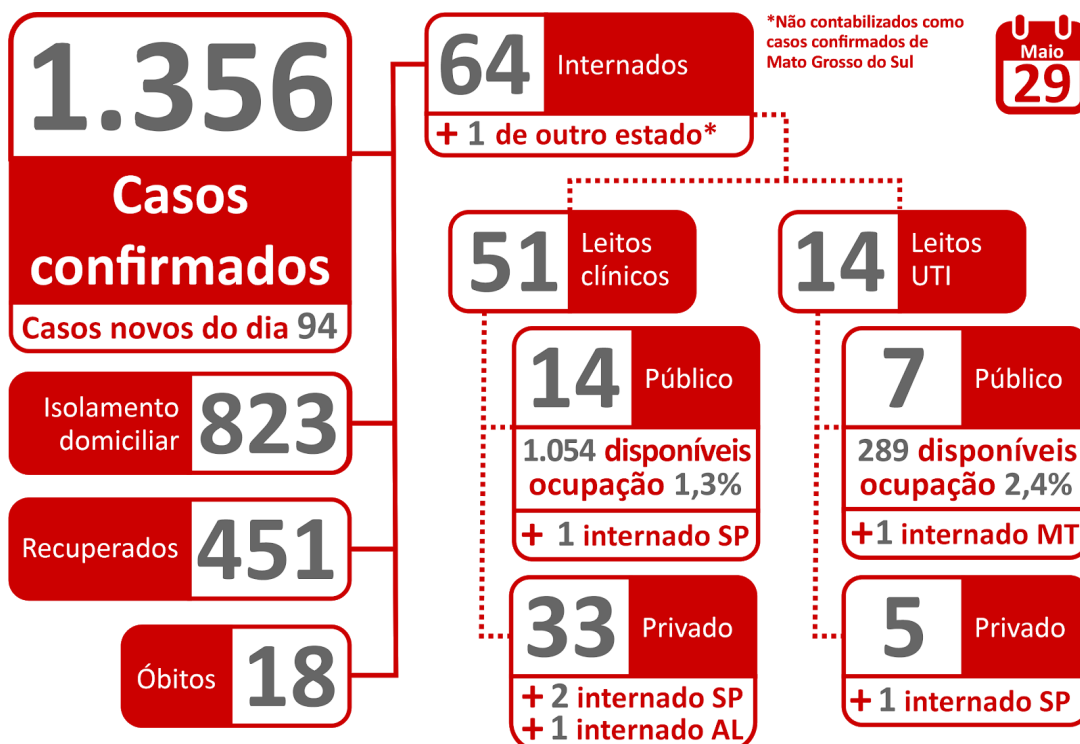 1.356
Casos
confirmados
Casos novos do dia 94
Isolamento
domiciliar
823
Recuperados
451
Óbitos
18
64
Internados
+ 1 de outro estado*
*Não contabilizados como
casos confirmados de
Mato Grosso do Sul
Maio
29
51
Leitos
clínicos
14
Público
1.054 disponíveis
ocupação 1,3%
+ 1 internado SP
33
Privado
+ 2 internado SP
+ 1 internado AL
14
Leitos
UTI
7
Público
289 disponíveis
ocupação 2,4%
+1 internado MT
5
Privado
+1 internado SP